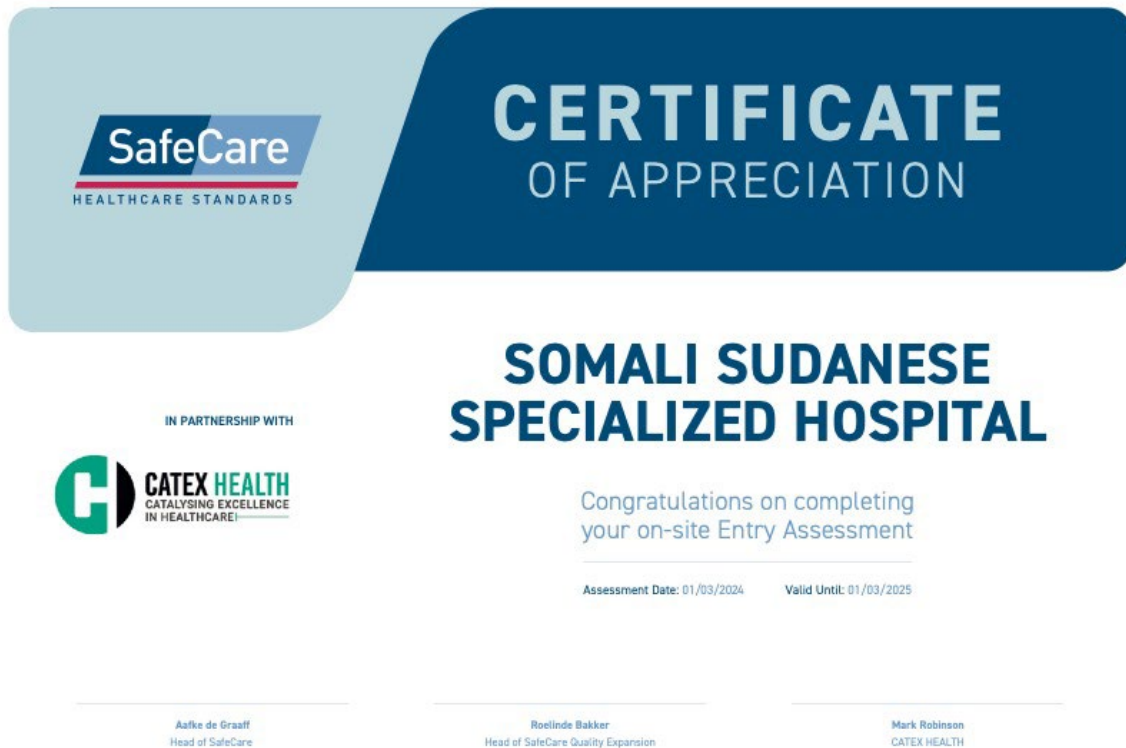 SafeCare
HEALTHCARE STANDARDS
CERTIFICATE
OF APPRECIATION
SOMALI SUDANESE
SPECIALIZED HOSPITAL
IN PARTNERSHIP WITH
CATEX HEALTH
CATALYSING EXCELLENCE
IN HEALTHCARE
Congratulations on completing
your on-site Entry Assessment
Assessment Date: 01/03/2024 Valid Until: 01/03/2025
Aafke de Graaff
Head of SafeCare
Roelinde Bakker
Head of SafeCare Quality Expansion
Mark Robinson
CATEX HEALTH